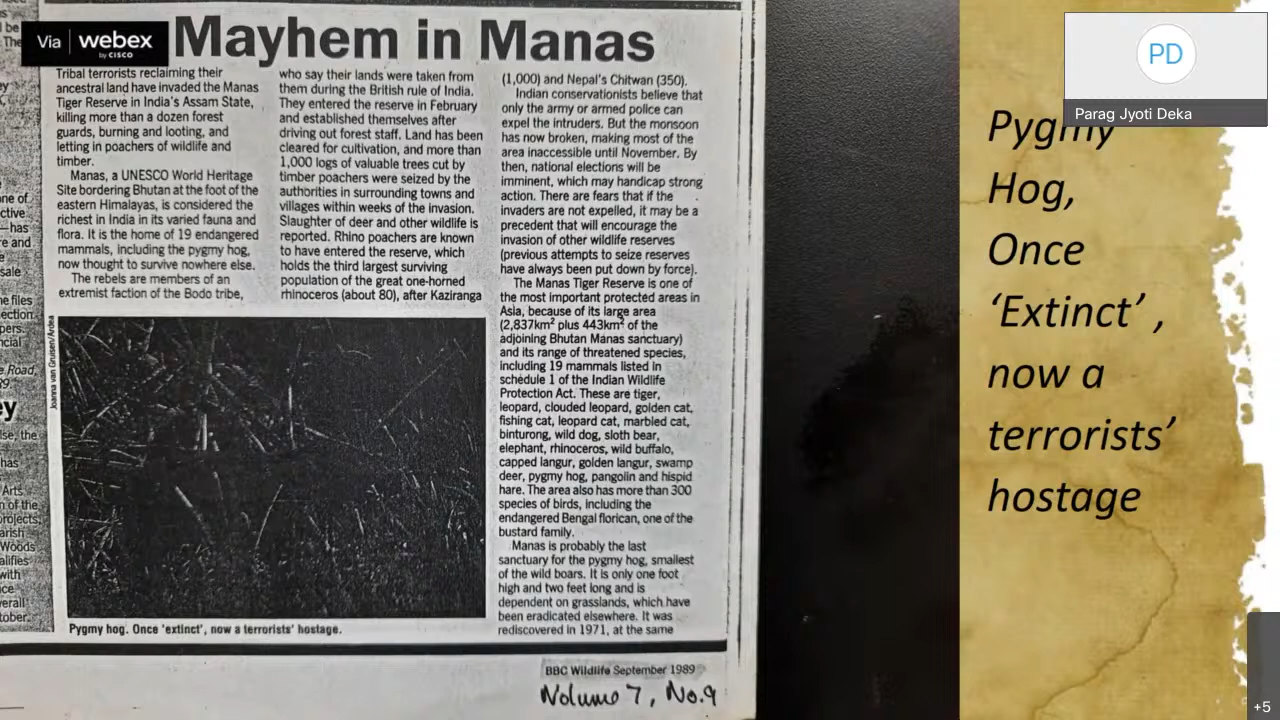 Via webex
by CISCO
Mayhem in Manas
Tribal terrorists reclaiming their
ancestral land have invaded the Manas
Tiger Reserve in India's Assam State,
killing more than a dozen forest
guards, burning and looting, and
letting in poachers of wildlife and
timber.
Manas, a UNESCO World Heritage
Site bordering Bhutan at the foot of the
eastern Himalayas, is considered the
richest in India in its varied fauna and
flora. It is the home of 19 endangered
mammals, including the pygmy hog,
now thought to survive nowhere else.
The rebels are members of an
extremist faction of the Bodo tribe,
who say their lands were taken from
them during the British rule of India.
They entered the reserve in February
and established themselves after
driving out forest staff. Land has been
cleared for cultivation, and more than
1,000 logs of valuable trees cut by
timber poachers were seized by the
authorities in surrounding towns and
villages within weeks of the invasion.
Slaughter of deer and other wildlife is
reported. Rhino poachers are known
to have entered the reserve, which
holds the third largest surviving
population of the great one-horned
rhinoceros (about 80), after Kaziranga
(1,000) and Nepal's Chitwan (350).
Indian conservationists believe that
only the army or armed police can
expel the intruders. But the monsoon
has now broken, making most of the
area inaccessible until November. By
then, national elections will be
imminent, which may handicap strong
action. There are fears that if the
invaders are not expelled, it may be a
precedent that will encourage the
invasion of other wildlife reserves
(previous attempts to seize reserves
have always been put down by force).
The Manas Tiger Reserve is one of
the most important protected areas in
Asia, because of its large area
(2,837km² plus 443km² of the
adjoining Bhutan Manas sanctuary)
and its range of threatened species,
including 19 mammals listed in
schedule 1 of the Indian Wildlife
Protection Act. These are tiger,
leopard, clouded leopard, golden cat,
fishing cat, leopard cat, marbled cat,
binturong, wild dog, sloth bear,
elephant, rhinoceros, wild buffalo,
capped langur, golden langur, swamp
deer, pygmy hog, pangolin and hispid
hare. The area also has more than 300
species of birds, including the
endangered Bengal florican, one of the
bustard family.
Manas is probably the last
sanctuary for the pygmy hog, smallest
of the wild boars. It is only one foot
high and two feet long and is
dependent on grasslands, which have
been eradicated elsewhere. It was
rediscovered in 1971, at the same
Joanna van Gruisen/Ardea
Pygmy hog. Once 'extinct', now a terrorists' hostage.
BBC Wildlife September 1989
Volume 7, No.9
PD
Parag Jyoti Deka
Pygmy
Hog,
Once
‘Extinct’ ,
now a
terrorists’
hostage
+5